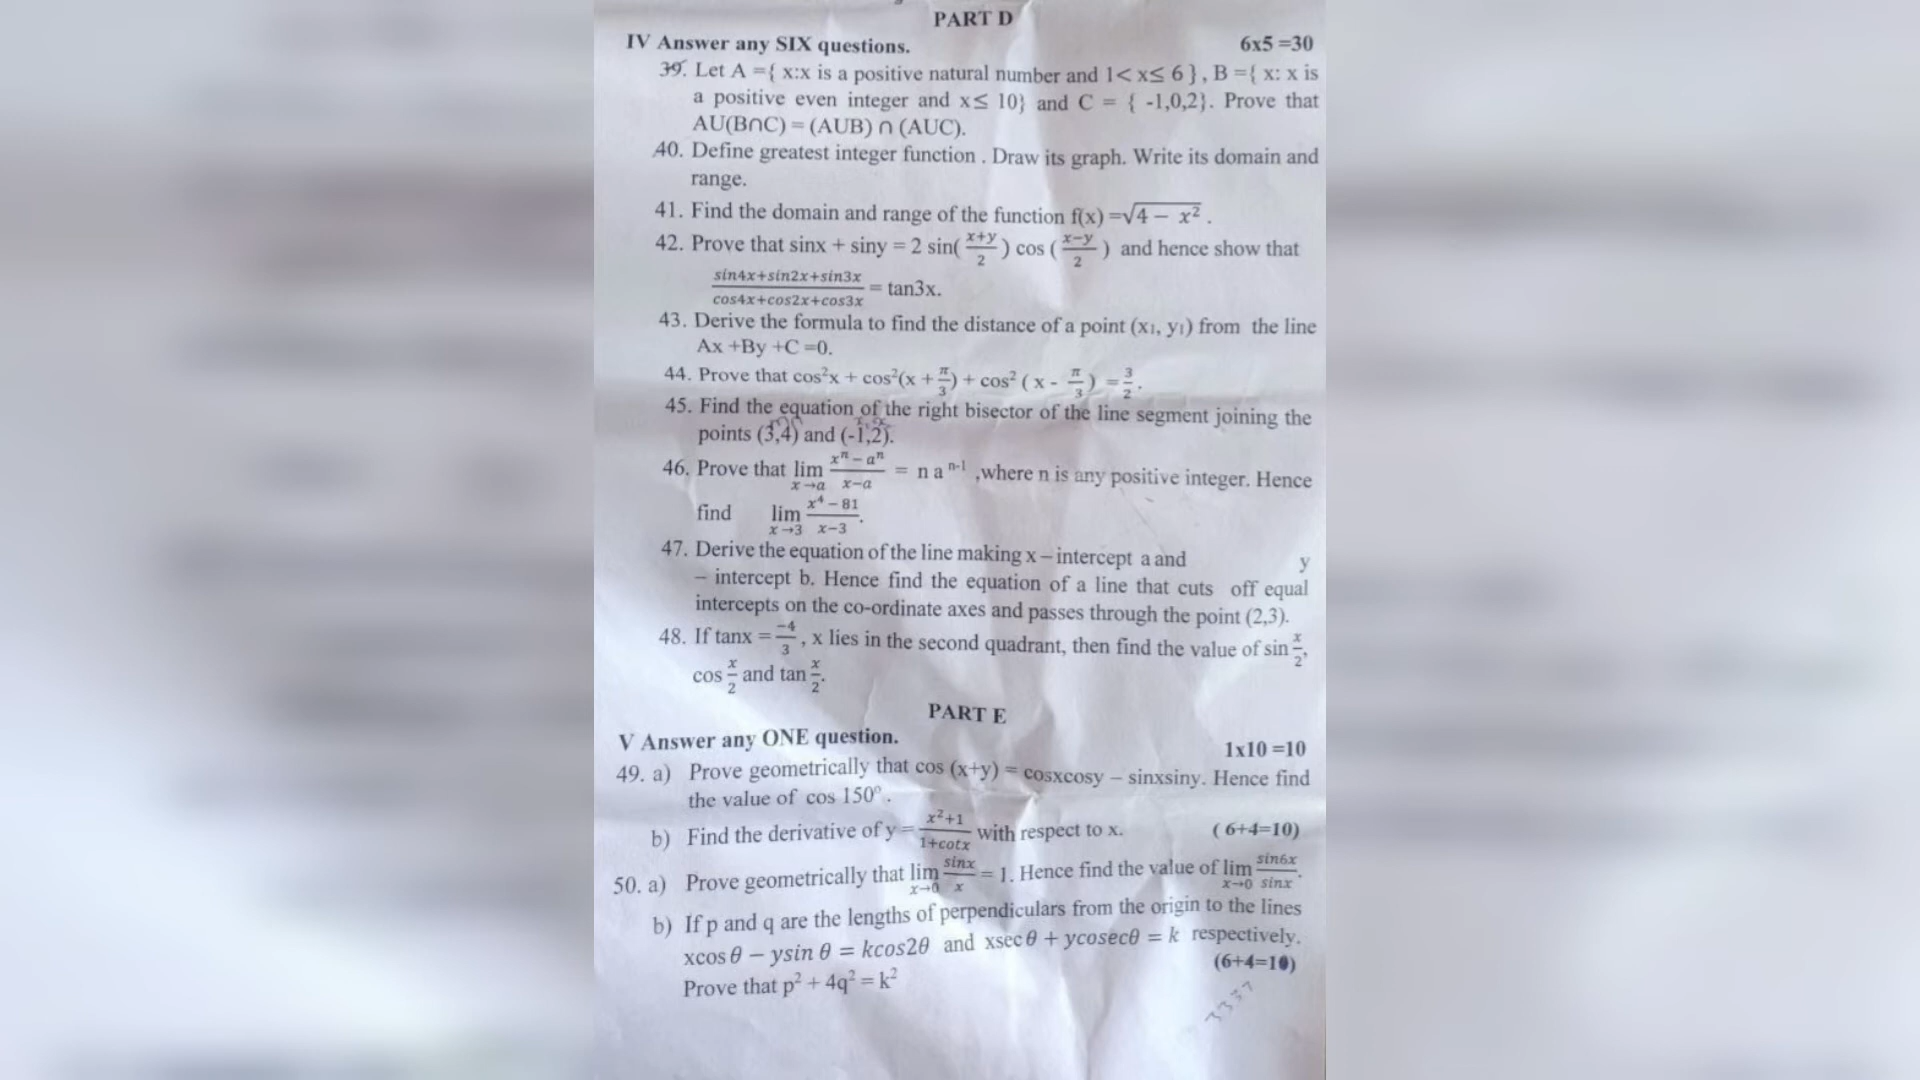 PART D
IV Answer any SIX questions. 6x5 =30
39. Let A ={ x:x is a positive natural number and 1< x≤ 6 } , B ={ x: x is
a positive even integer and x≤ 10} and C = { -1,0,2}. Prove that
AU(B∩C) = (AUB) ∩ (AUC).
40. Define greatest integer function . Draw its graph. Write its domain and
range.
41. Find the domain and range of the function f(x) =√4 − x² .
42. Prove that sinx + siny = 2 sin( (x+y)/2 ) cos ( (x−y)/2 ) and hence show that
(sin4x+sin2x+sin3x)/(cos4x+cos2x+cos3x) = tan3x.
43. Derive the formula to find the distance of a point (x₁, y₁) from the line
Ax +By +C =0.
44. Prove that cos²x + cos²(x + π/3) + cos² ( x - π/3 ) = 3/2 .
45. Find the equation of the right bisector of the line segment joining the
points (3,4) and (-1,2).
46. Prove that lim x→a (xⁿ − aⁿ)/(x−a) = n a ⁿ⁻¹ ,where n is any positive integer. Hence
find lim x→3 (x⁴ − 81)/(x−3).
47. Derive the equation of the line making x – intercept a and y
– intercept b. Hence find the equation of a line that cuts off equal
intercepts on the co-ordinate axes and passes through the point (2,3).
48. If tanx = −4/3 , x lies in the second quadrant, then find the value of sin x/2,
cos x/2 and tan x/2.
PART E
V Answer any ONE question. 1x10 =10
49. a) Prove geometrically that cos (x+y) = cosxcosy – sinxsiny. Hence find
the value of cos 150° .
b) Find the derivative of y = (x²+1)/(1+cotx) with respect to x. ( 6+4=10)
50. a) Prove geometrically that lim x→0 sinx/x = 1. Hence find the value of lim x→0 sin6x/sinx.
b) If p and q are the lengths of perpendiculars from the origin to the lines
xcos θ − ysin θ = kcos2θ and xsec θ + ycosecθ = k respectively.
(6+4=10)
Prove that p² + 4q² = k²
3337